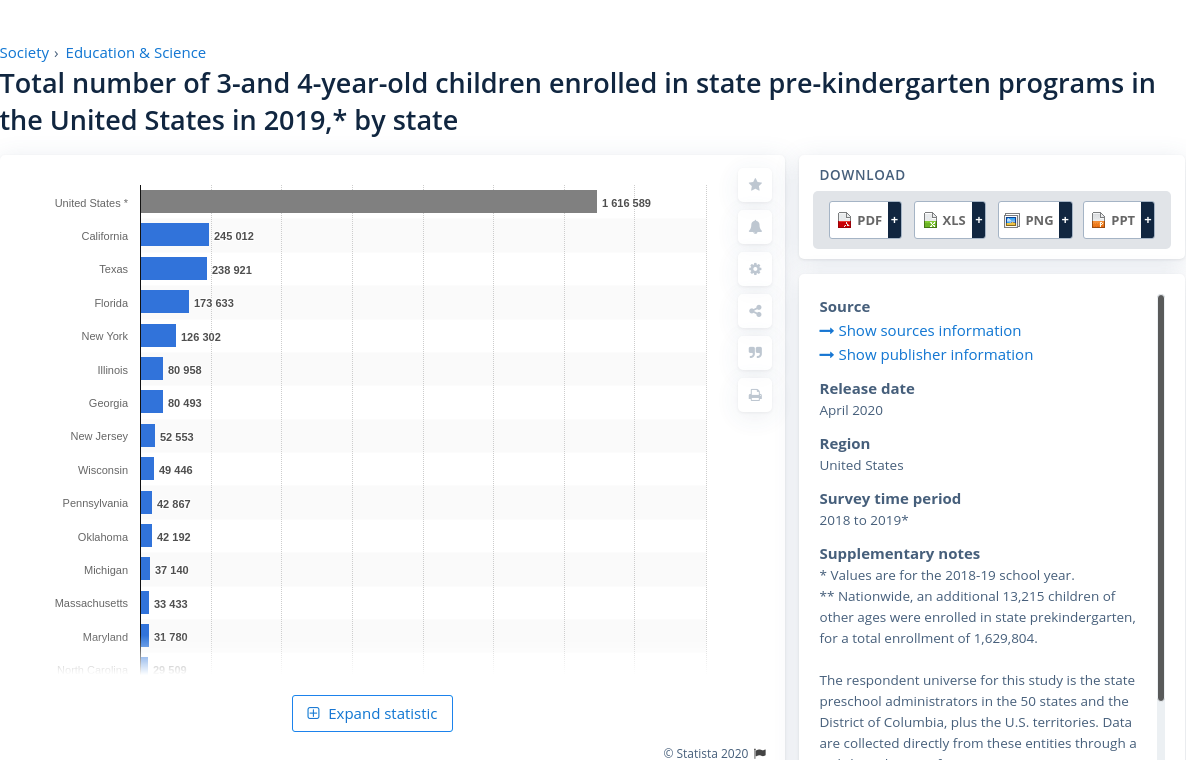 Society › Education & Science
Total number of 3-and 4-year-old children enrolled in state pre-kindergarten programs in
the United States in 2019,* by state
United States * 1 616 589
California 245 012
Texas 238 921
Florida 173 633
New York 126 302
Illinois 80 958
Georgia 80 493
New Jersey 52 553
Wisconsin 49 446
Pennsylvania 42 867
Oklahoma 42 192
Michigan 37 140
Massachusetts 33 433
Maryland 31 780
North Carolina 29 509
Expand statistic
© Statista 2020
DOWNLOAD
PDF + XLS + PNG + PPT +
Source
Show sources information
Show publisher information
Release date
April 2020
Region
United States
Survey time period
2018 to 2019*
Supplementary notes
* Values are for the 2018-19 school year.
** Nationwide, an additional 13,215 children of
other ages were enrolled in state prekindergarten,
for a total enrollment of 1,629,804.
The respondent universe for this study is the state
preschool administrators in the 50 states and the
District of Columbia, plus the U.S. territories. Data
are collected directly from these entities through a